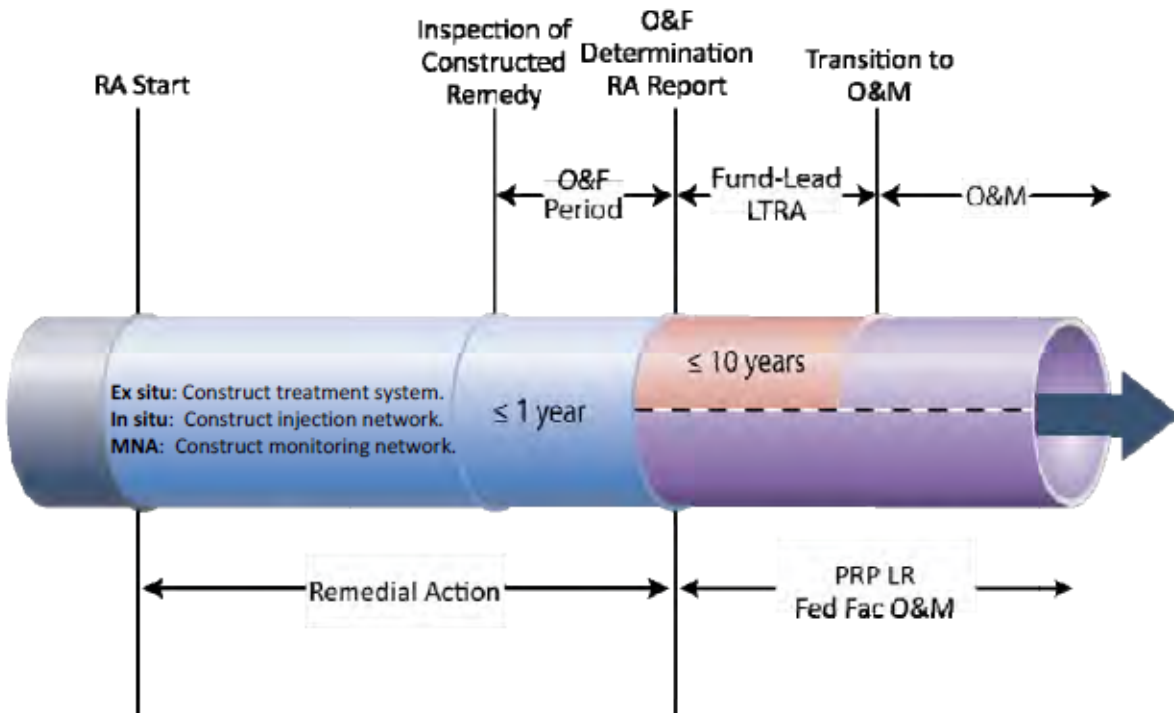 RA Start
Inspection of
Constructed
Remedy
O&F
Determination
RA Report
Transition to
O&M
O&F
Period
Fund-Lead
LTRA
O&M
Ex situ: Construct treatment system.
In situ: Construct injection network.
MNA: Construct monitoring network.
≤ 1 year
≤ 10 years
Remedial Action
PRP LR
Fed Fac O&M